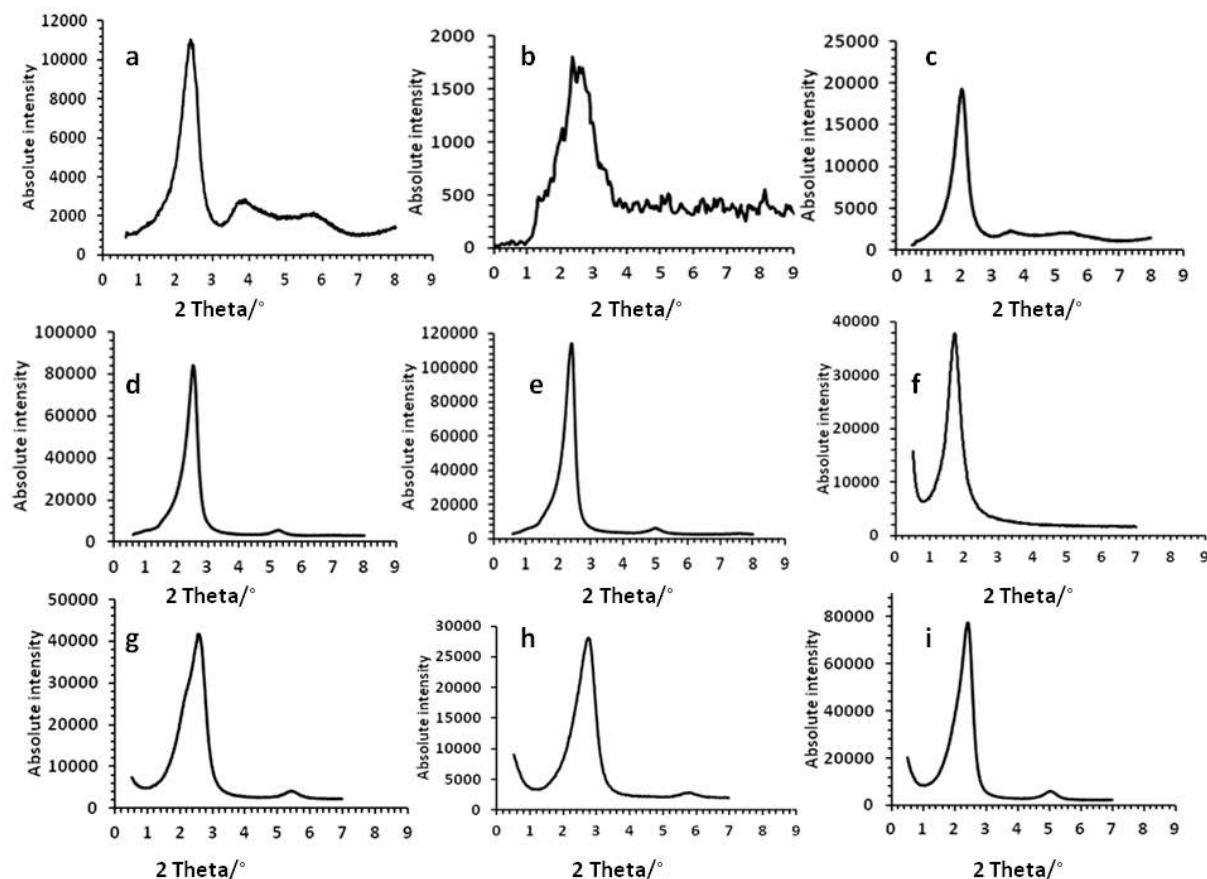 a
Absolute intensity
12000
10000
8000
6000
4000
2000
0
0 1 2 3 4 5 6 7 8 9
2 Theta/°
b
Absolute intensity
2000
1500
1000
500
0
0 1 2 3 4 5 6 7 8 9
2 Theta/°
c
Absolute intensity
25000
20000
15000
10000
5000
0
0 1 2 3 4 5 6 7 8 9
2 Theta/°
d
Absolute intensity
100000
80000
60000
40000
20000
0
0 1 2 3 4 5 6 7 8 9
2 Theta/°
e
Absolute intensity
120000
100000
80000
60000
40000
20000
0
0 1 2 3 4 5 6 7 8 9
2 Theta/°
f
Absolute intensity
40000
30000
20000
10000
0
0 1 2 3 4 5 6 7 8 9
2 Theta/°
g
Absolute intensity
50000
40000
30000
20000
10000
0
0 1 2 3 4 5 6 7 8 9
2 Theta/°
h
Absolute intensity
30000
25000
20000
15000
10000
5000
0
0 1 2 3 4 5 6 7 8 9
2 Theta/°
i
Absolute intensity
80000
60000
40000
20000
0
0 1 2 3 4 5 6 7 8 9
2 Theta/°